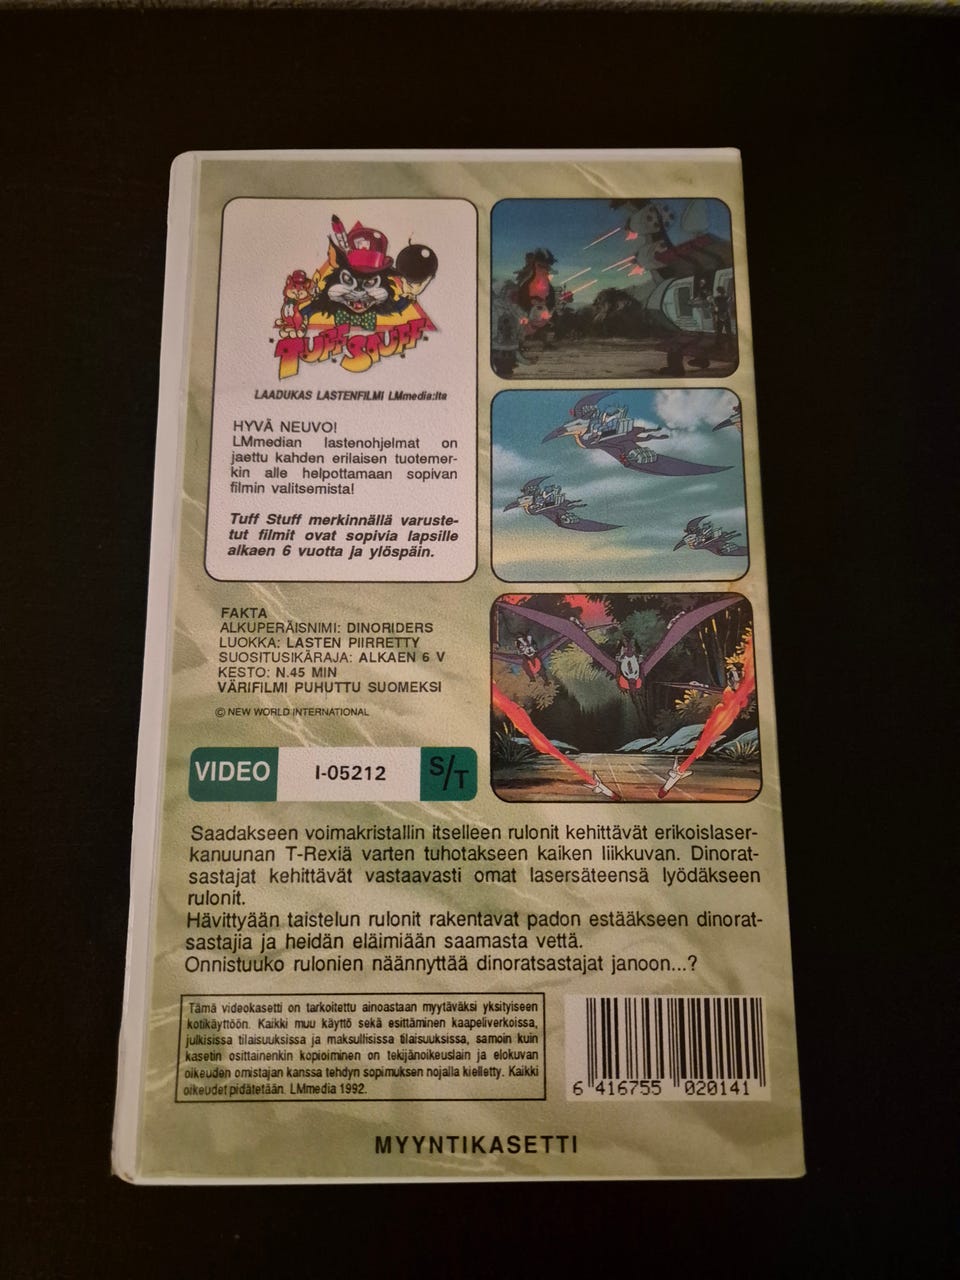 TUFF STUFF
LAADUKAS LASTENFILMI LMmedia:lta
HYVÄ NEUVO!
LMmedian lastenohjelmat on
jaettu kahden erilaisen tuotemer-
kin alle helpottamaan sopivan
filmin valitsemista!
Tuff Stuff merkinnällä varuste-
tut filmit ovat sopivia lapsille
alkaen 6 vuotta ja ylöspäin.
FAKTA
ALKUPERÄISNIMI: DINORIDERS
LUOKKA: LASTEN PIIRRETTY
SUOSITUSIKÄRAJA: ALKAEN 6 V
KESTO: N.45 MIN
VÄRIFILMI PUHUTTU SUOMEKSI
© NEW WORLD INTERNATIONAL
VIDEO I-05212 S/T
Saadakseen voimakristallin itselleen rulonit kehittävät erikoislaser-
kanuunan T-Rexiä varten tuhotakseen kaiken liikkuvan. Dinorat-
sastajat kehittävät vastaavasti omat lasersäteensä lyödäkseen
rulonit.
Hävittyään taistelun rulonit rakentavat padon estääkseen dinorat-
sastajia ja heidän eläimiään saamasta vettä.
Onnistuuko rulonien näännyttää dinoratsastajat janoon...?
Tämä videokasetti on tarkoitettu ainoastaan myytäväksi yksityiseen
kotikäyttöön. Kaikki muu käyttö sekä esittäminen kaapeliverkoissa,
julkisissa tilaisuuksissa ja maksullisissa tilaisuuksissa, samoin kuin
kasetin osittainenkin kopioiminen on tekijänoikeuslain ja elokuvan
oikeuden omistajan kanssa tehdyn sopimuksen nojalla kielletty. Kaikki
oikeudet pidätetään. LMmedia 1992.
6 416755 020141
MYYNTIKASETTI